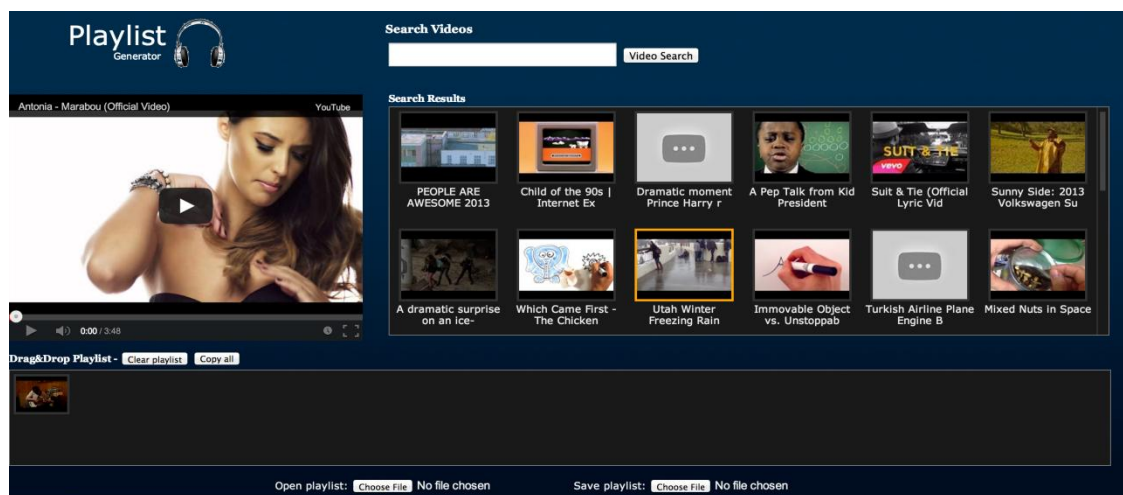 Playlist
Generator
Search Videos
Video Search
Antonia - Marabou (Official Video)
YouTube
0:00 / 3:48
Search Results
PEOPLE ARE
AWESOME 2013
Child of the 90s |
Internet Ex
Dramatic moment
Prince Harry r
A Pep Talk from Kid
President
SUIT & TIE
vevo
Suit & Tie (Official
Lyric Vid
Sunny Side: 2013
Volkswagen Su
A dramatic surprise
on an ice-
Which Came First -
The Chicken
Utah Winter
Freezing Rain
Immovable Object
vs. Unstoppab
Turkish Airline Plane
Engine B
Mixed Nuts in Space
Drag&Drop Playlist - Clear playlist Copy all
Open playlist: Choose File No file chosen
Save playlist: Choose File No file chosen